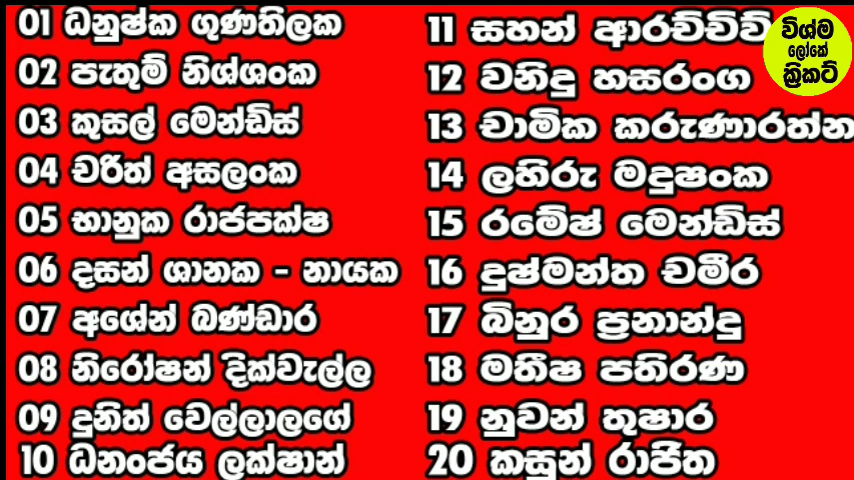 01 ධනුෂ්ක ගුණතිලක
02 පැතුම් නිශ්ශංක
03 කුසල් මෙන්ඩිස්
04 චරිත් අසලංක
05 භානුක රාජපක්ෂ
06 දසන් ශානක - නායක
07 අශේන් බණ්ඩාර
08 නිරෝෂන් දික්වැල්ල
09 දුනිත් වෙල්ලාලගේ
10 ධනංජය ලක්ෂාන්
11 සහන් ආරච්චිව්
12 වනිදු හසරංග
13 චාමික කරුණාරත්න
14 ලහිරු මදුෂංක
15 රමේෂ් මෙන්ඩිස්
16 දුෂ්මන්ත චමීර
17 බිනුර ප්‍රනාන්දු
18 මතීෂ පතිරණ
19 නුවන් තුෂාර
20 කසුන් රාජිත
විශ්ම
ලෝකේ
ක්‍රිකට්